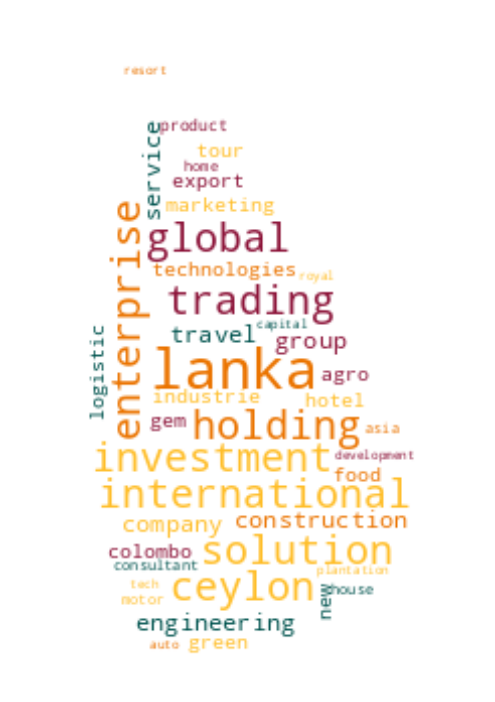 resort
product
service
tour
home
export
marketing
enterprise
global
technologies
royal
trading
capital
travel
group
logistic
lanka
agro
industrie
hotel
gem
holding
asia
investment
development
food
international
company
construction
colombo
solution
consultant
plantation
tech
ceylon
new
house
motor
engineering
auto
green